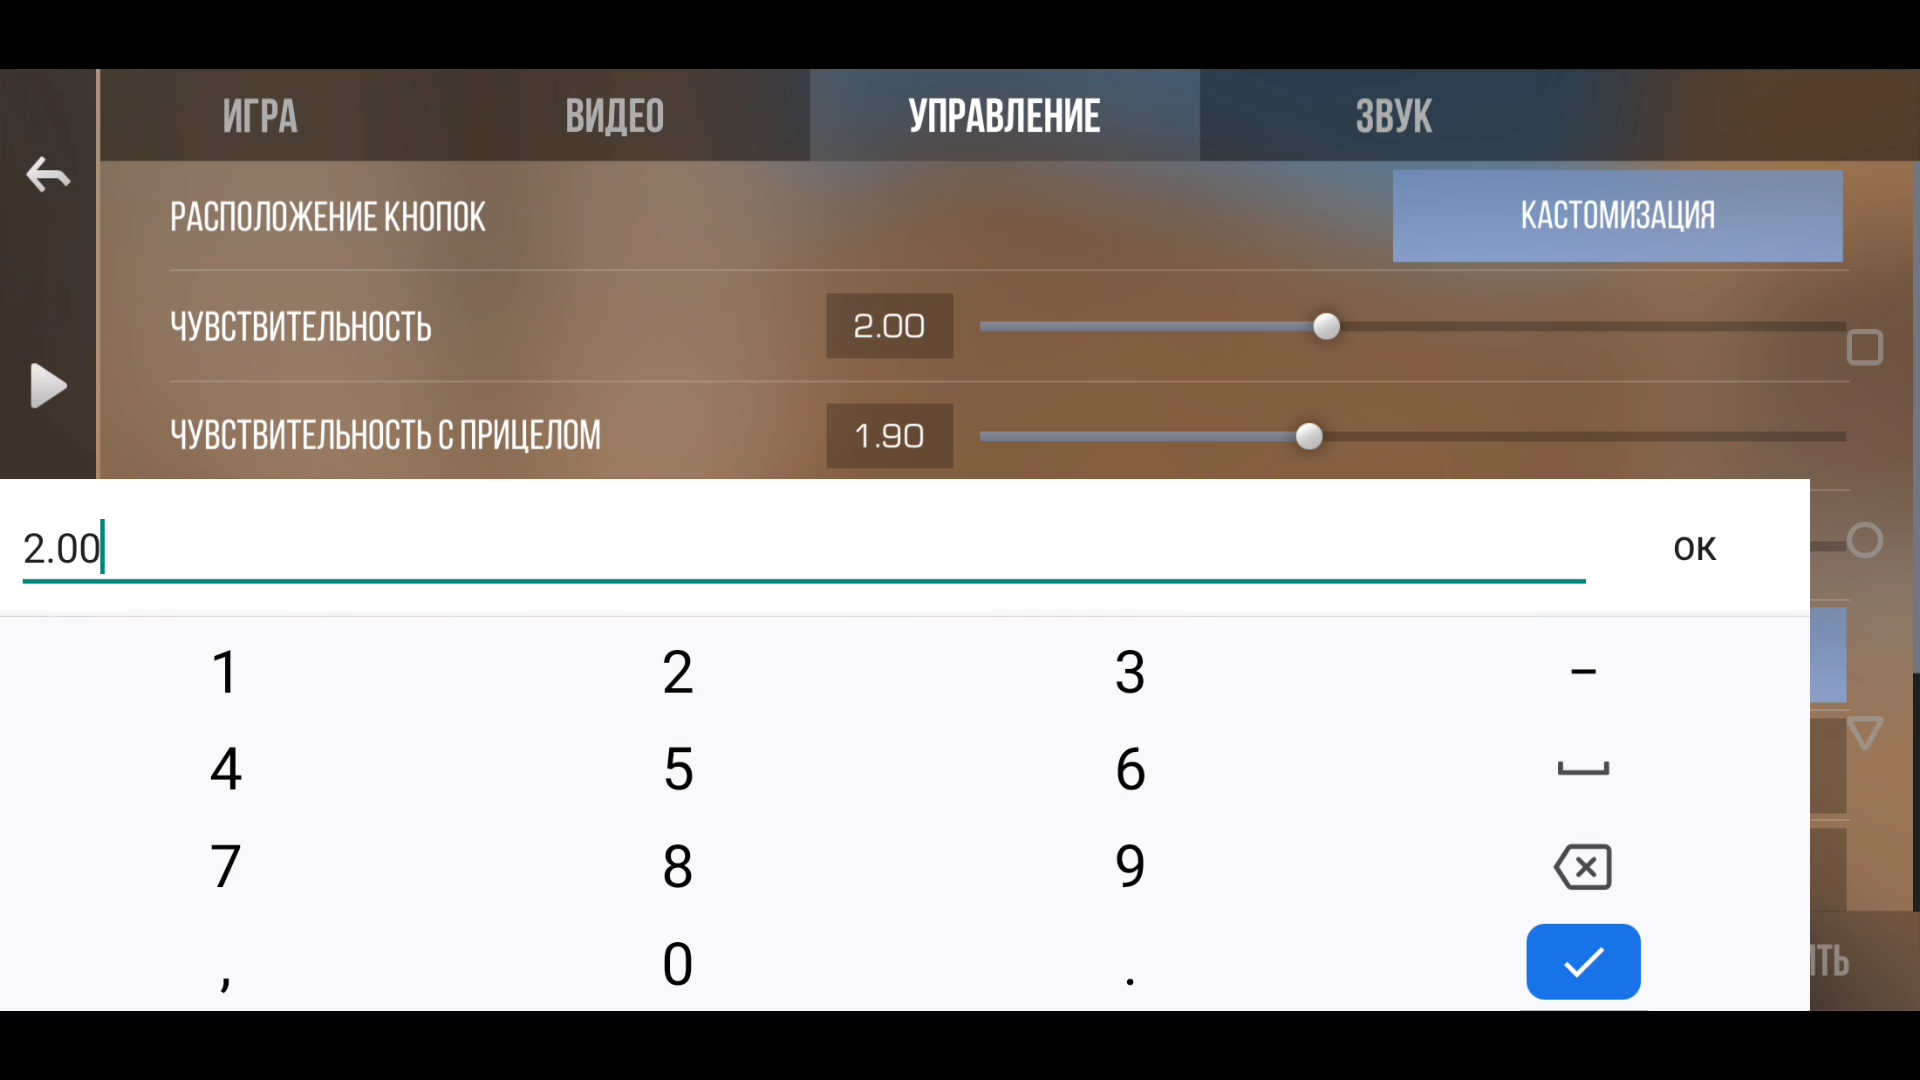 ИГРА ВИДЕО УПРАВЛЕНИЕ ЗВУК
РАСПОЛОЖЕНИЕ КНОПОК КАСТОМИЗАЦИЯ
ЧУВСТВИТЕЛЬНОСТЬ 2.00
ЧУВСТВИТЕЛЬНОСТЬ С ПРИЦЕЛОМ 1.90
2.00 ОК
1 2 3 –
4 5 6
7 8 9
, 0 .